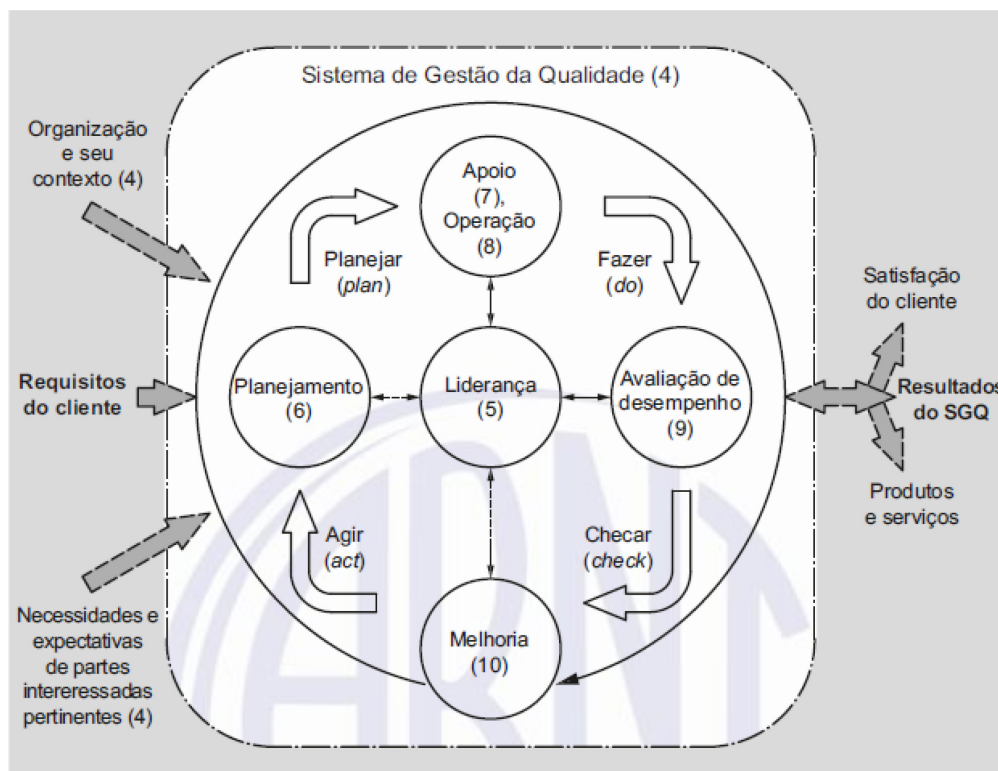 Sistema de Gestão da Qualidade (4)
Organização
e seu
contexto (4)
Apoio
(7),
Operação
(8)
Planejar
(plan)
Fazer
(do)
Satisfação
do cliente
Requisitos
do cliente
Planejamento
(6)
Liderança
(5)
Avaliação de
desempenho
(9)
Resultados
do SGQ
Agir
(act)
Checar
(check)
Produtos
e serviços
Necessidades e
expectativas
de partes
intereressadas
pertinentes (4)
Melhoria
(10)
ABNT